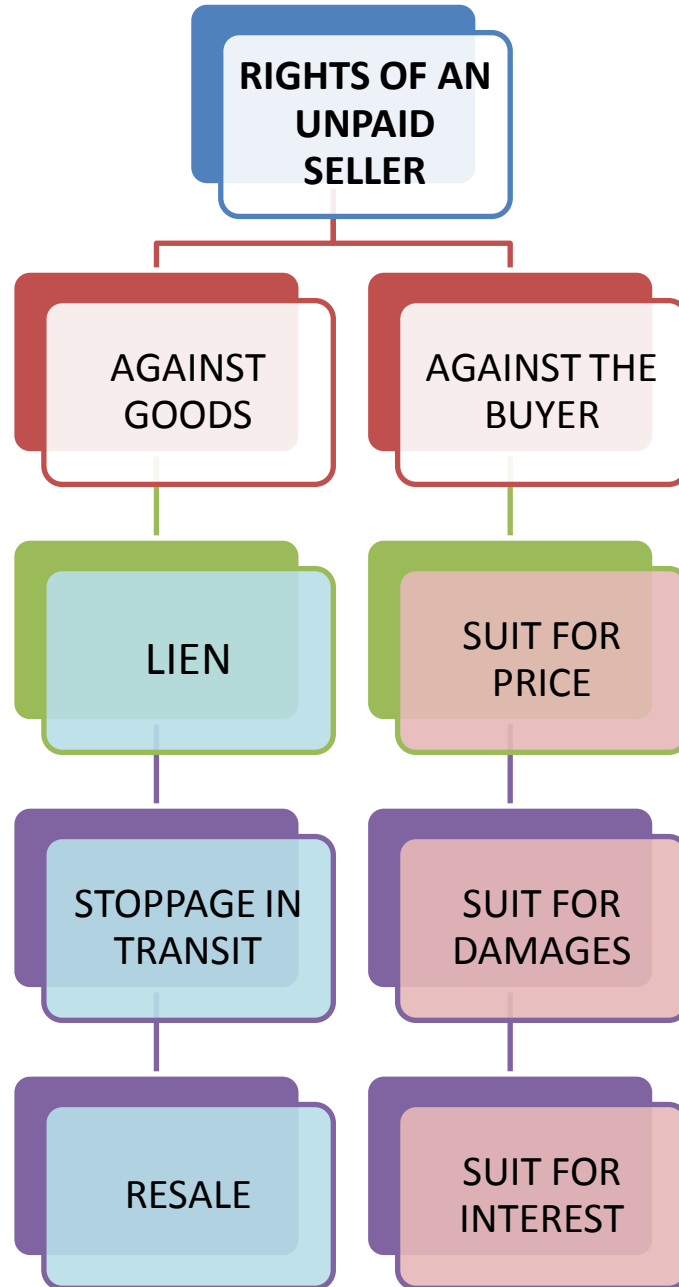 RIGHTS OF AN
UNPAID
SELLER
AGAINST
GOODS
AGAINST THE
BUYER
LIEN
SUIT FOR
PRICE
STOPPAGE IN
TRANSIT
SUIT FOR
DAMAGES
RESALE
SUIT FOR
INTEREST